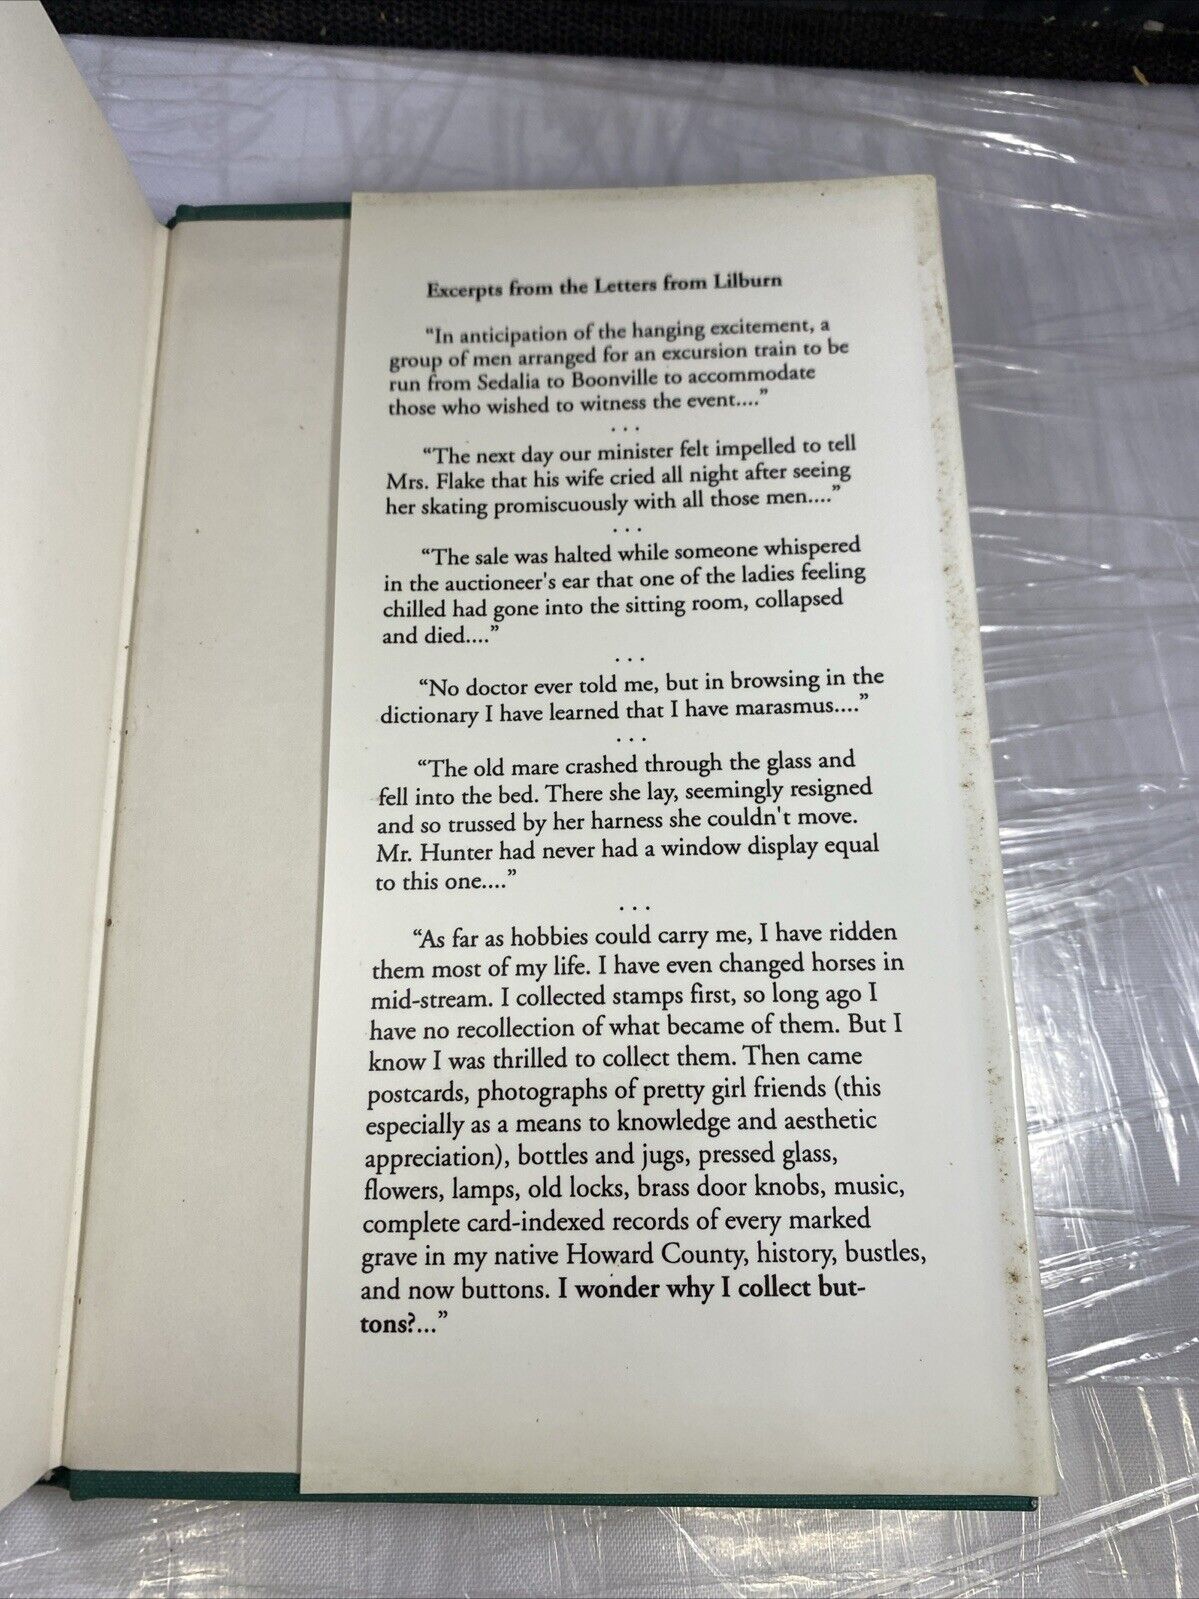 Excerpts from the Letters from Lilburn
“In anticipation of the hanging excitement, a
group of men arranged for an excursion train to be
run from Sedalia to Boonville to accommodate
those who wished to witness the event....”
. . .
“The next day our minister felt impelled to tell
Mrs. Flake that his wife cried all night after seeing
her skating promiscuously with all those men....”
. . .
“The sale was halted while someone whispered
in the auctioneer's ear that one of the ladies feeling
chilled had gone into the sitting room, collapsed
and died....”
. . .
“No doctor ever told me, but in browsing in the
dictionary I have learned that I have marasmus....”
. . .
“The old mare crashed through the glass and
fell into the bed. There she lay, seemingly resigned
and so trussed by her harness she couldn't move.
Mr. Hunter had never had a window display equal
to this one....”
. . .
“As far as hobbies could carry me, I have ridden
them most of my life. I have even changed horses in
mid-stream. I collected stamps first, so long ago I
have no recollection of what became of them. But I
know I was thrilled to collect them. Then came
postcards, photographs of pretty girl friends (this
especially as a means to knowledge and aesthetic
appreciation), bottles and jugs, pressed glass,
flowers, lamps, old locks, brass door knobs, music,
complete card-indexed records of every marked
grave in my native Howard County, history, bustles,
and now buttons. I wonder why I collect but-
tons?...”